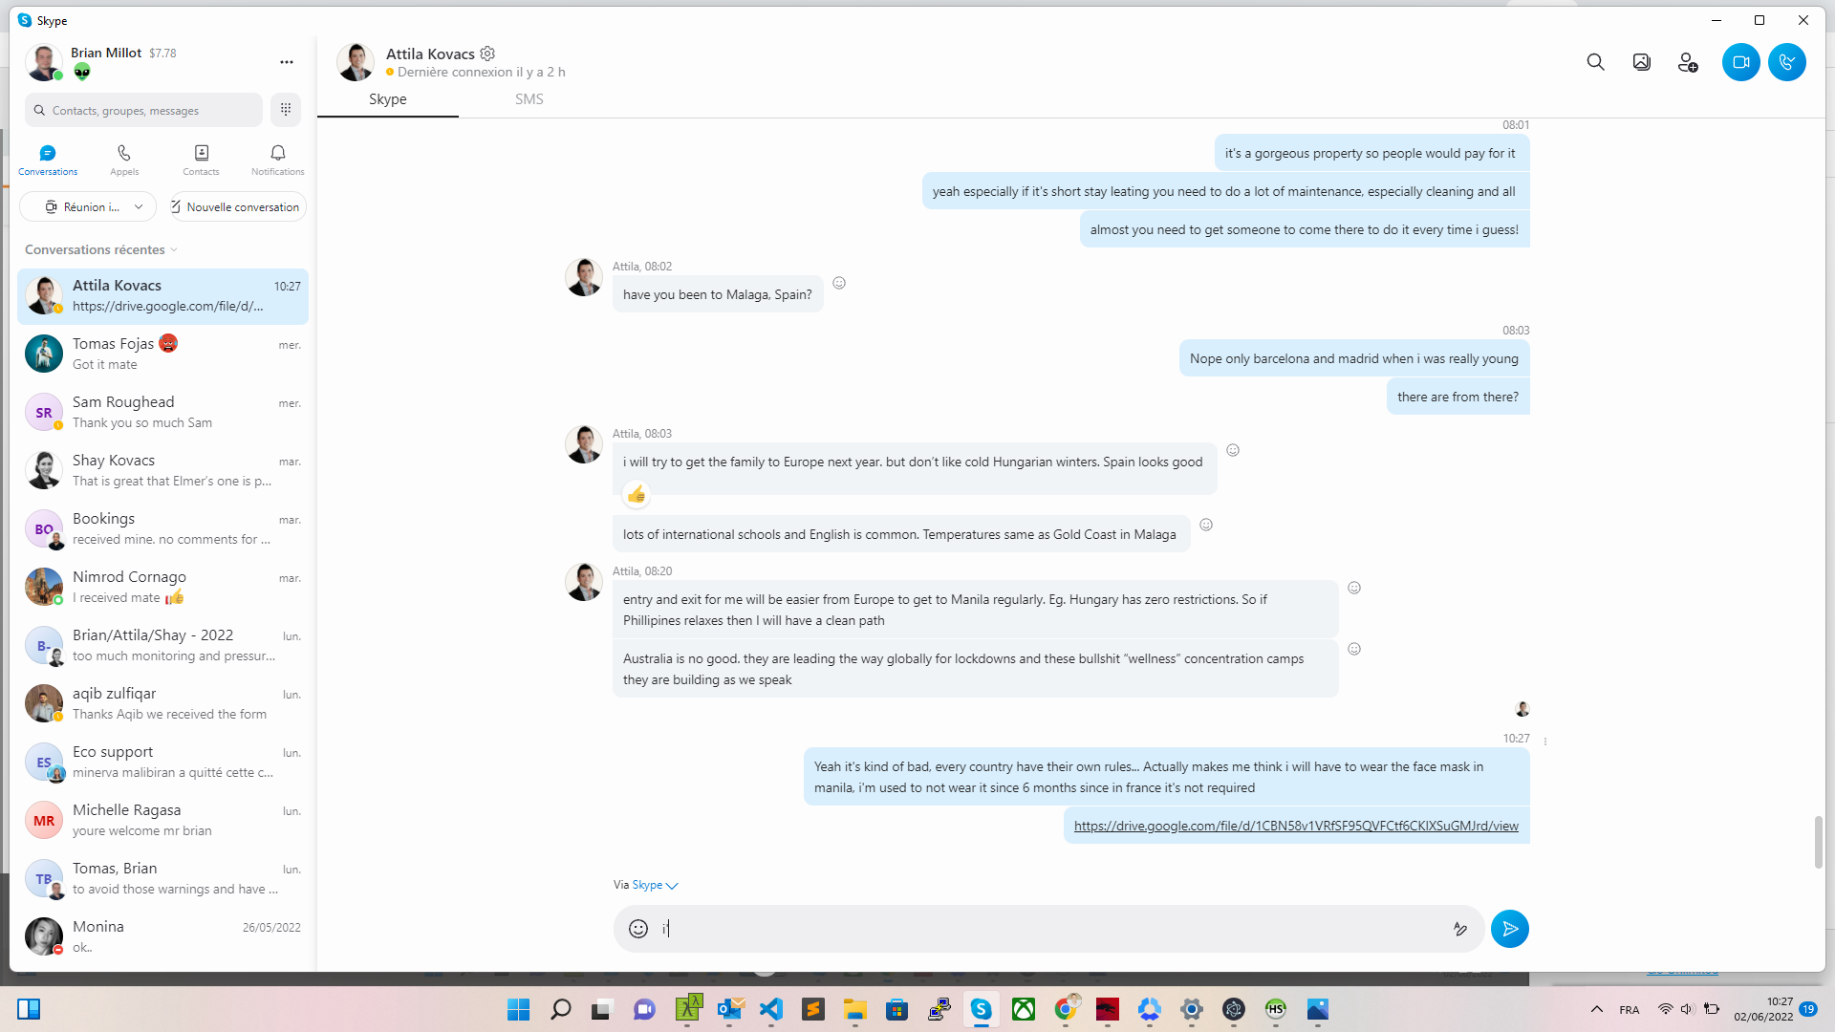 Skype
Brian Millot $7.78
Contacts, groupes, messages
Conversations
Appels
Contacts
Notifications
Réunion i...
Nouvelle conversation
Conversations récentes
Attila Kovacs 10:27
https://drive.google.com/file/d/...
Tomas Fojas mer.
Got it mate
SR
Sam Roughead mer.
Thank you so much Sam
Shay Kovacs mar.
That is great that Elmer's one is p...
BO
Bookings mar.
received mine. no comments for ...
Nimrod Cornago mar.
I received mate
B-
Brian/Attila/Shay - 2022 lun.
too much monitoring and pressur...
aqib zulfiqar lun.
Thanks Aqib we received the form
ES
Eco support lun.
minerva malibiran a quitté cette c...
MR
Michelle Ragasa lun.
youre welcome mr brian
TB
Tomas, Brian lun.
to avoid those warnings and have ...
Monina 26/05/2022
ok..
Attila Kovacs
Dernière connexion il y a 2 h
Skype SMS
08:01
it's a gorgeous property so people would pay for it
yeah especially if it's short stay leating you need to do a lot of maintenance, especially cleaning and all
almost you need to get someone to come there to do it every time i guess!
Attila, 08:02
have you been to Malaga, Spain?
08:03
Nope only barcelona and madrid when i was really young
there are from there?
Attila, 08:03
i will try to get the family to Europe next year. but don't like cold Hungarian winters. Spain looks good
lots of international schools and English is common. Temperatures same as Gold Coast in Malaga
Attila, 08:20
entry and exit for me will be easier from Europe to get to Manila regularly. Eg. Hungary has zero restrictions. So if
Phillipines relaxes then I will have a clean path
Australia is no good. they are leading the way globally for lockdowns and these bullshit "wellness" concentration camps
they are building as we speak
10:27
Yeah it's kind of bad, every country have their own rules... Actually makes me think i will have to wear the face mask in
manila, i'm used to not wear it since 6 months since in france it's not required
https://drive.google.com/file/d/1CBN58v1VRfSF95QVFCtf6CKIXSuGMJrd/view
Via Skype
i'
HS
FRA
10:27
02/06/2022
19